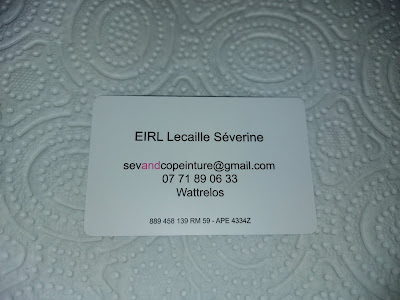 EIRL Lecaille Séverine
sevandcopeinture@gmail.com
07 71 89 06 33
Wattrelos
889 458 139 RM 59 - APE 4334Z